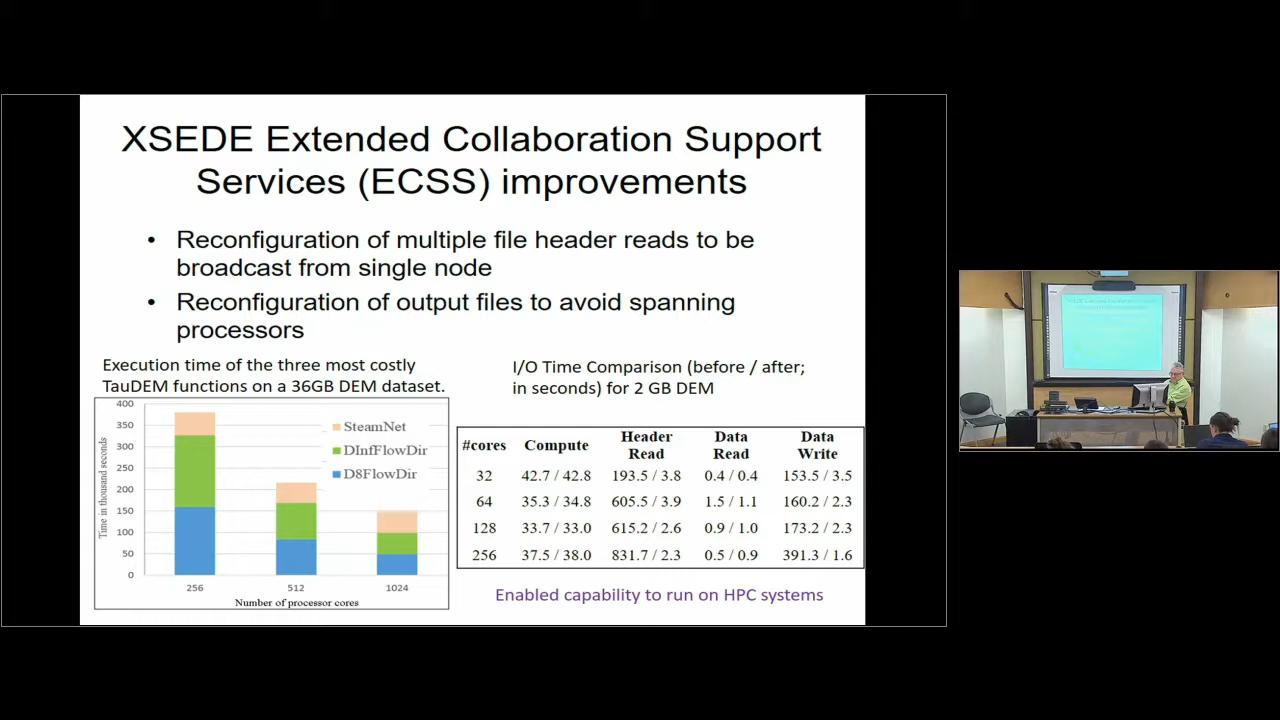 XSEDE Extended Collaboration Support
Services (ECSS) improvements
• Reconfiguration of multiple file header reads to be
broadcast from single node
• Reconfiguration of output files to avoid spanning
processors
Execution time of the three most costly
TauDEM functions on a 36GB DEM dataset.
400
350
300
250
200
150
100
50
0
Time in thousand seconds
SteamNet
DInfFlowDir
D8FlowDir
256 512 1024
Number of processor cores
I/O Time Comparison (before / after;
in seconds) for 2 GB DEM
#cores Compute Header Read Data Read Data Write
32 42.7 / 42.8 193.5 / 3.8 0.4 / 0.4 153.5 / 3.5
64 35.3 / 34.8 605.5 / 3.9 1.5 / 1.1 160.2 / 2.3
128 33.7 / 33.0 615.2 / 2.6 0.9 / 1.0 173.2 / 2.3
256 37.5 / 38.0 831.7 / 2.3 0.5 / 0.9 391.3 / 1.6
Enabled capability to run on HPC systems